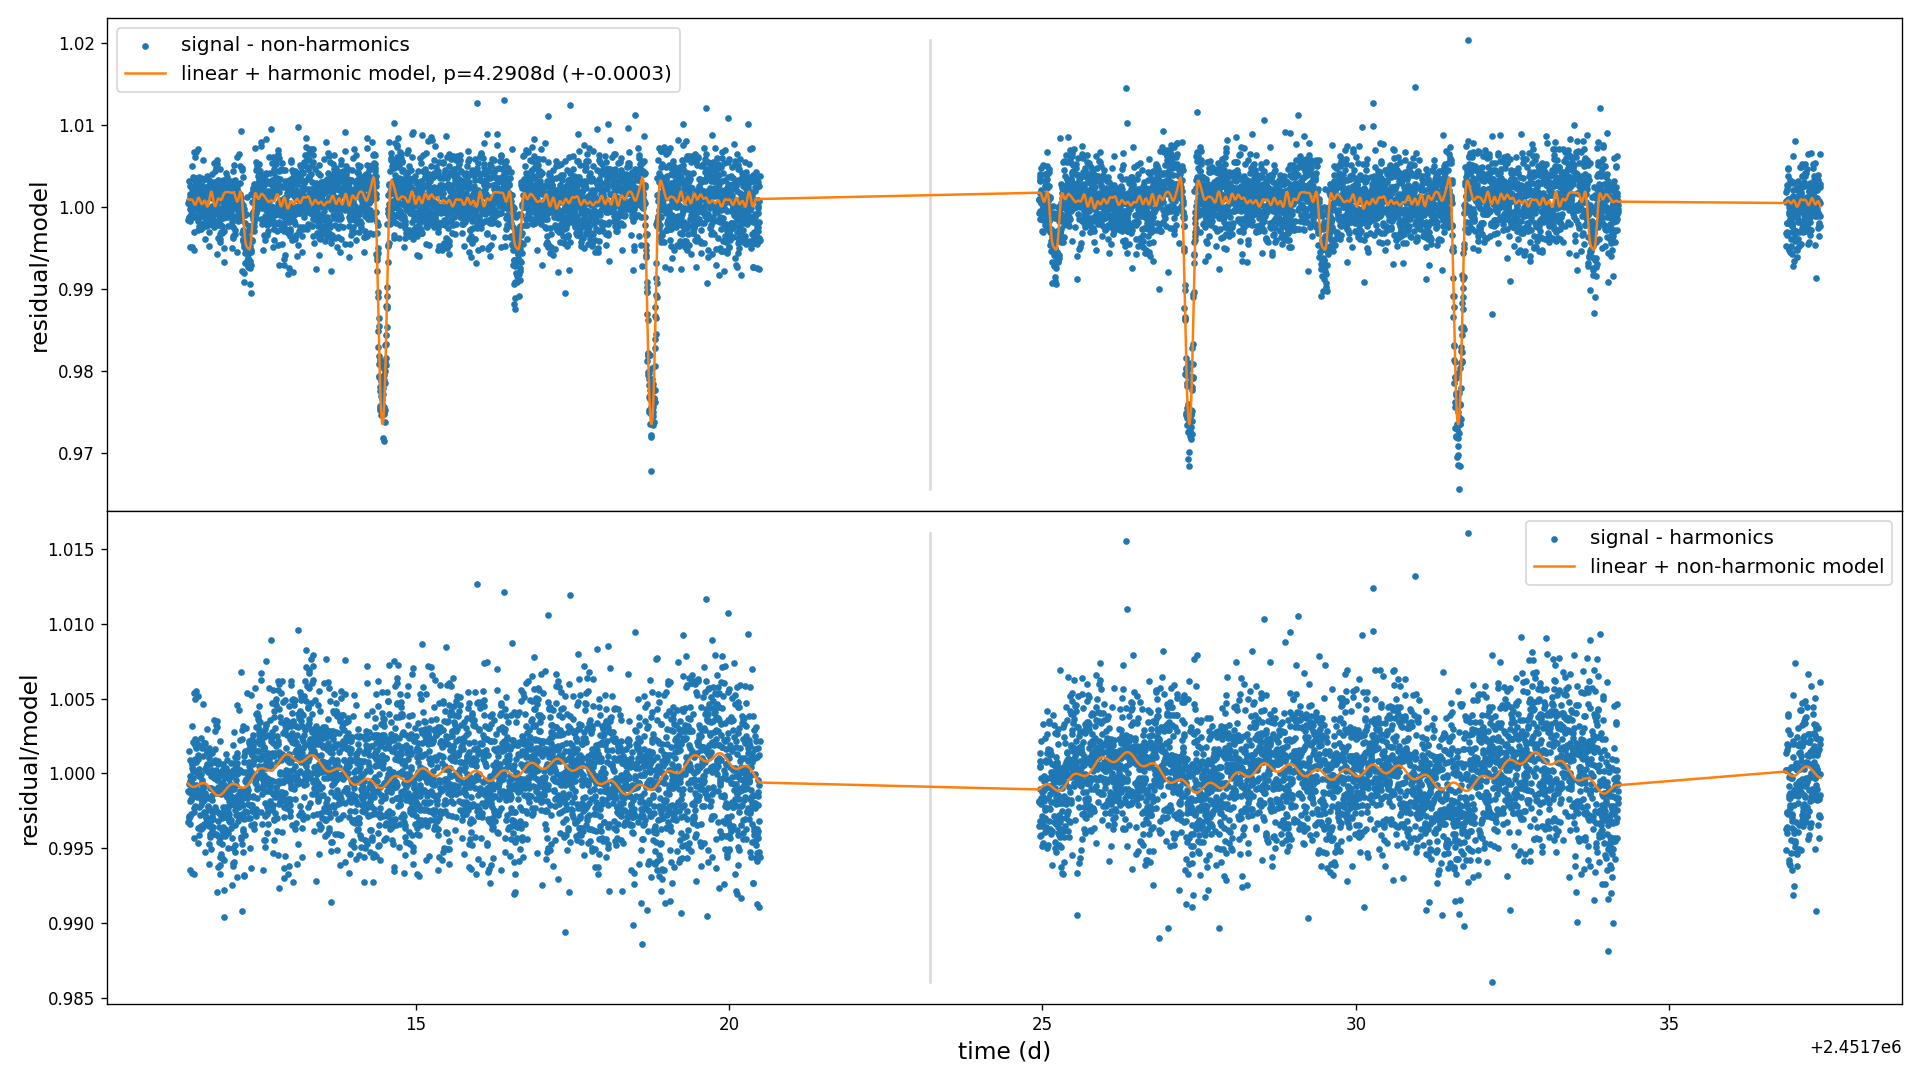 signal - non-harmonics
linear + harmonic model, p=4.2908d (+-0.0003)
1.02
1.01
1.00
0.99
0.98
0.97
residual/model
signal - harmonics
linear + non-harmonic model
1.015
1.010
1.005
1.000
0.995
0.990
0.985
residual/model
15
20
25
30
35
time (d)
+2.4517e6